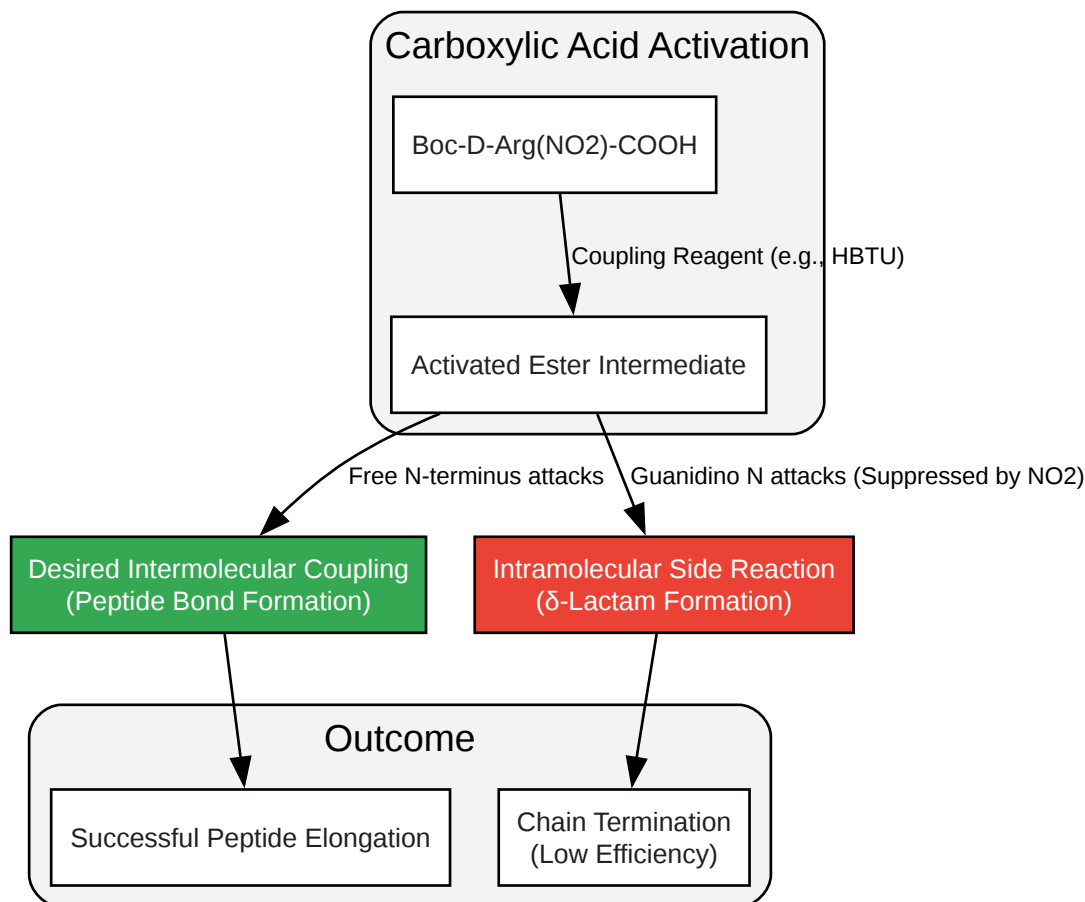 Carboxylic Acid Activation
Boc-D-Arg(NO2)-COOH
Coupling Reagent (e.g., HBTU)
Activated Ester Intermediate
Free N-terminus attacks
Guanidino N attacks (Suppressed by NO2)
Desired Intermolecular Coupling
(Peptide Bond Formation)
Intramolecular Side Reaction
(δ-Lactam Formation)
Outcome
Successful Peptide Elongation
Chain Termination
(Low Efficiency)